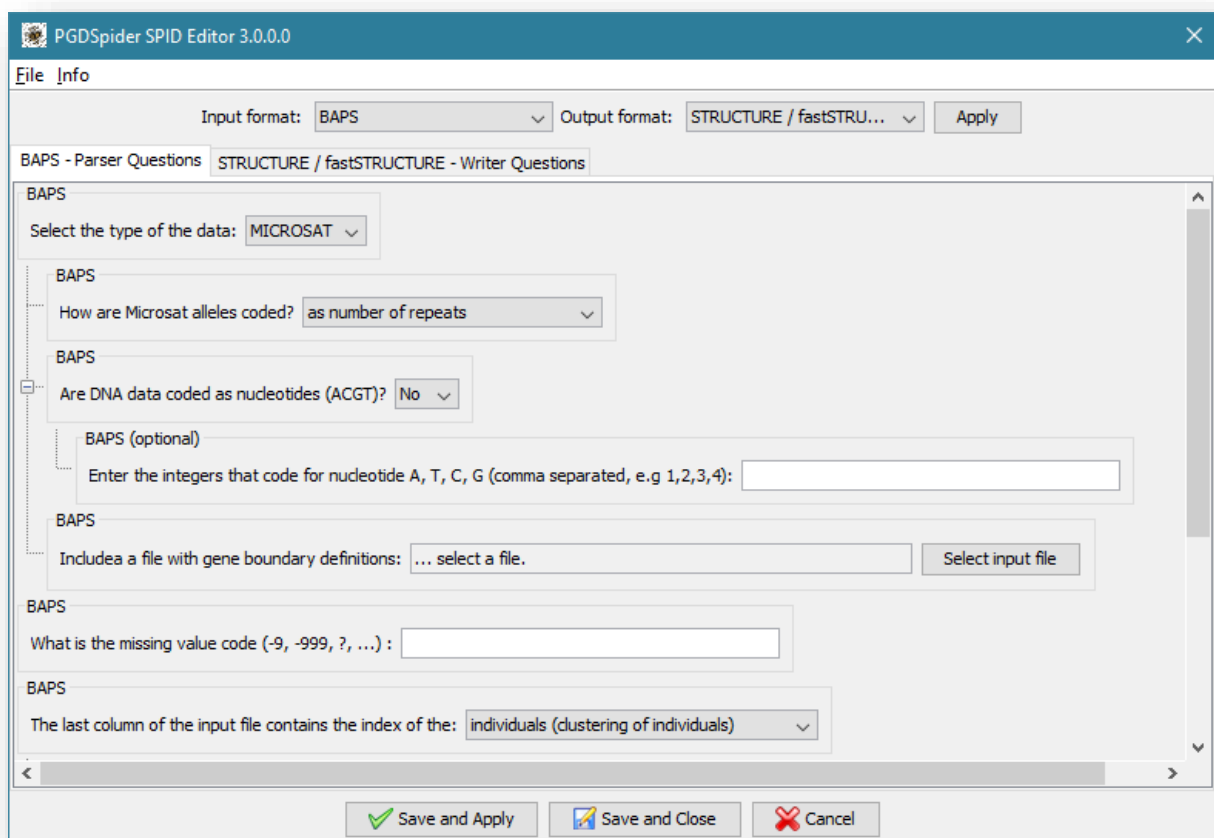 PGDSpider SPID Editor 3.0.0.0
File Info
Input format: BAPS Output format: STRUCTURE / fastSTRU... Apply
BAPS - Parser Questions STRUCTURE / fastSTRUCTURE - Writer Questions
BAPS
Select the type of the data: MICROSAT
BAPS
How are Microsat alleles coded? as number of repeats
BAPS
Are DNA data coded as nucleotides (ACGT)? No
BAPS (optional)
Enter the integers that code for nucleotide A, T, C, G (comma separated, e.g 1,2,3,4):
BAPS
Includea a file with gene boundary definitions: ... select a file. Select input file
BAPS
What is the missing value code (-9, -999, ?, ...) :
BAPS
The last column of the input file contains the index of the: individuals (clustering of individuals)
Save and Apply Save and Close Cancel